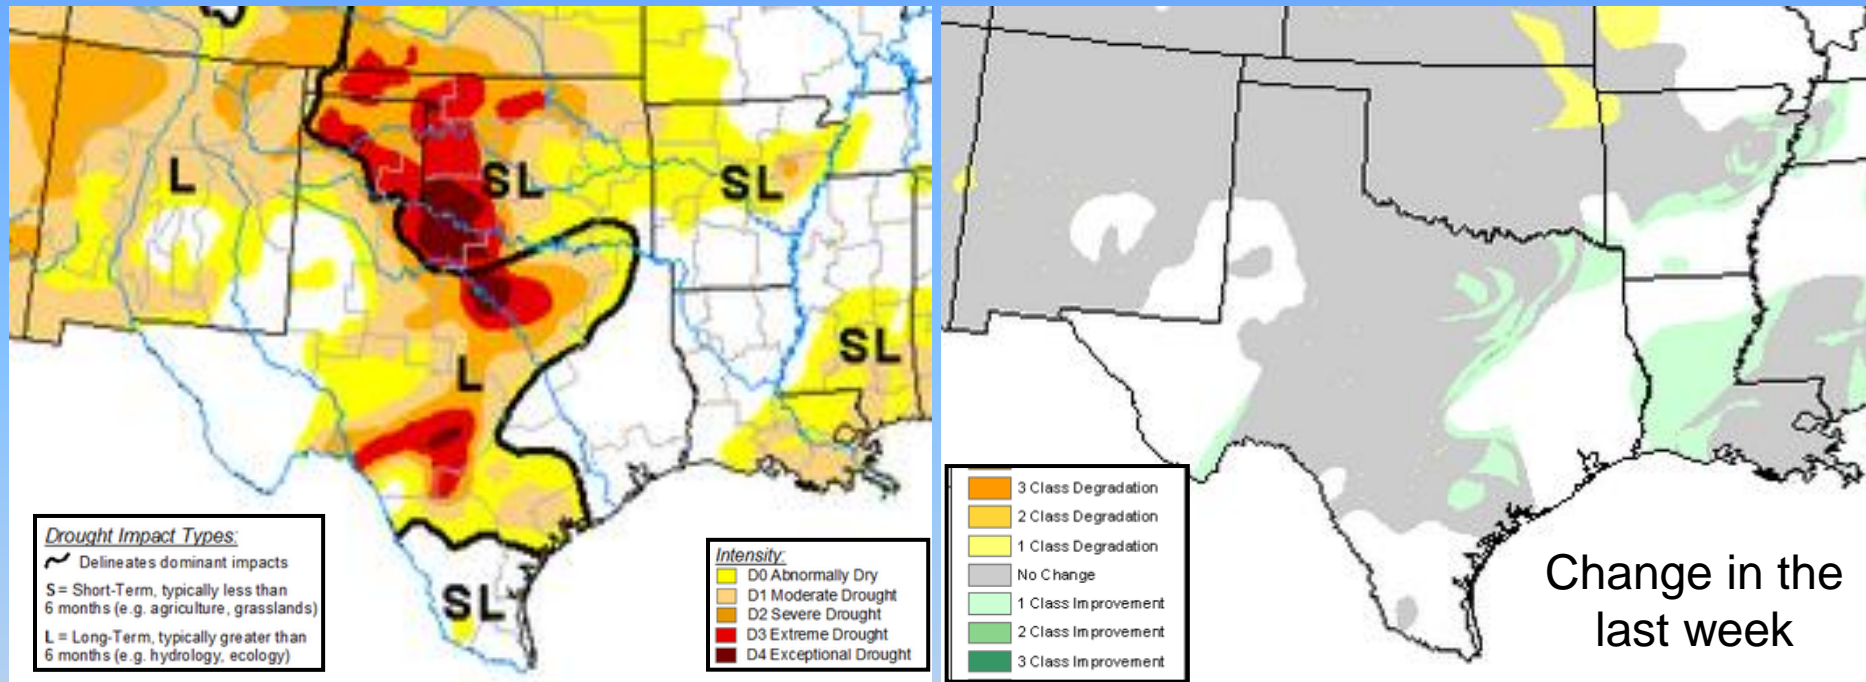 L
SL
SL
SL
L
SL
Drought Impact Types:
Delineates dominant impacts
S = Short-Term, typically less than
6 months (e.g. agriculture, grasslands)
L = Long-Term, typically greater than
6 months (e.g. hydrology, ecology)
Intensity:
D0 Abnormally Dry
D1 Moderate Drought
D2 Severe Drought
D3 Extreme Drought
D4 Exceptional Drought
3 Class Degradation
2 Class Degradation
1 Class Degradation
No Change
1 Class Improvement
2 Class Improvement
3 Class Improvement
Change in the
last week